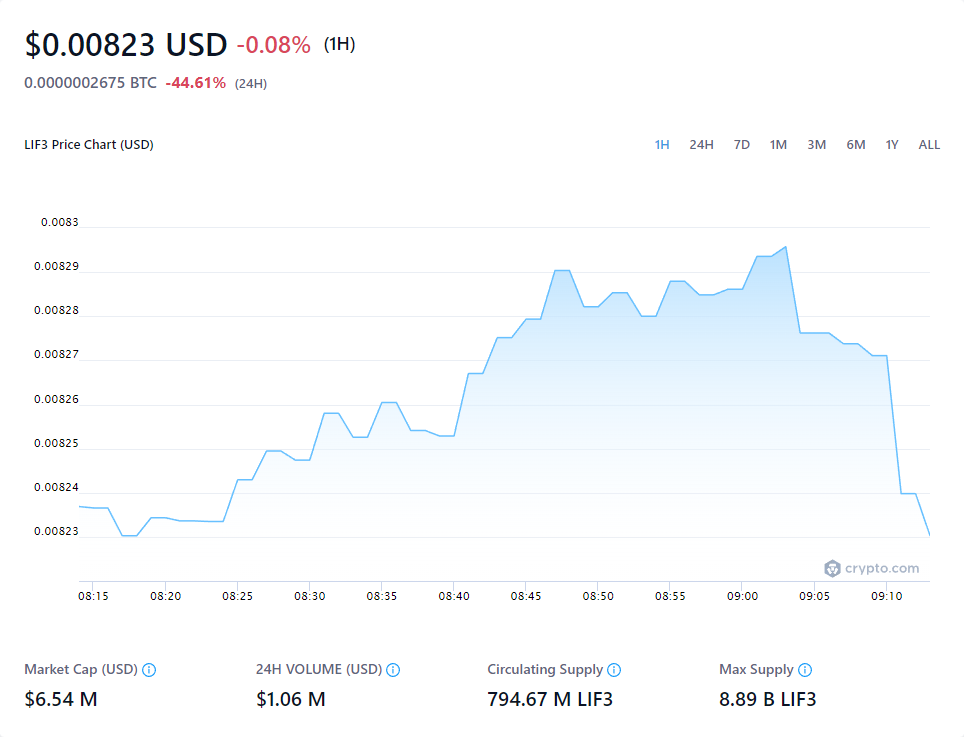 $0.00823 USD -0.08% (1H)
0.0000002675 BTC -44.61% (24H)
LIF3 Price Chart (USD) 1H 24H 7D 1M 3M 6M 1Y ALL
0.0083
0.00829
0.00828
0.00827
0.00826
0.00825
0.00824
0.00823
crypto.com
08:15 08:20 08:25 08:30 08:35 08:40 08:45 08:50 08:55 09:00 09:05 09:10
Market Cap (USD) 24H VOLUME (USD) Circulating Supply Max Supply
$6.54 M $1.06 M 794.67 M LIF3 8.89 B LIF3